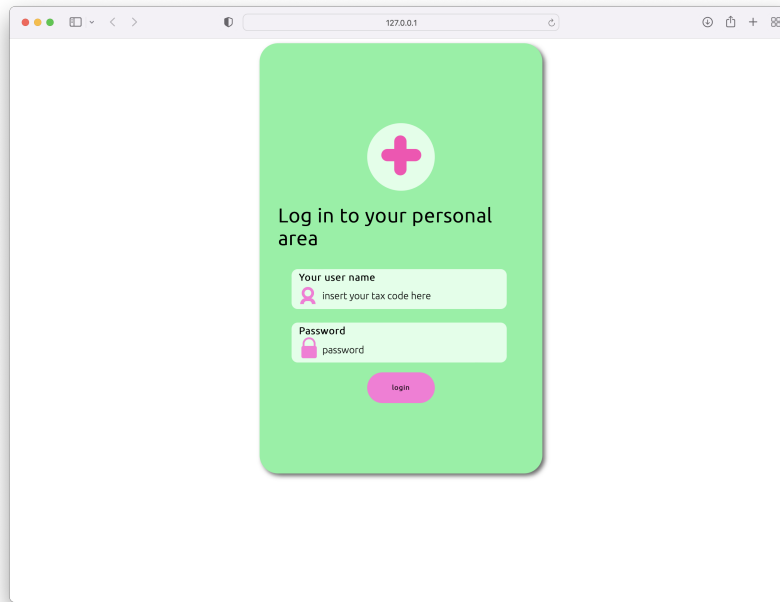 127.0.0.1
Log in to your personal
area
Your user name
insert your tax code here
Password
password
login